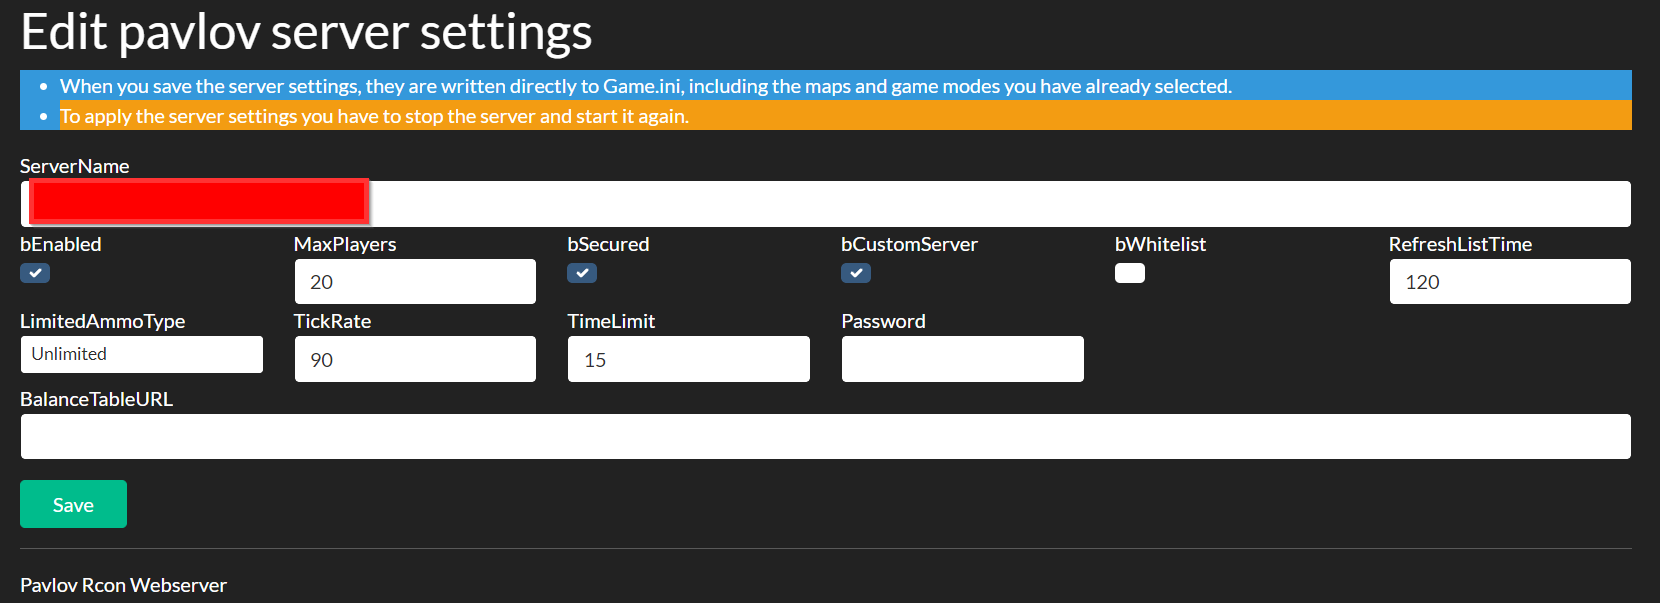 Edit pavlov server settings
When you save the server settings, they are written directly to Game.ini, including the maps and game modes you have already selected.
To apply the server settings you have to stop the server and start it again.
ServerName
bEnabled MaxPlayers bSecured bCustomServer bWhitelist RefreshListTime
20 120
LimitedAmmoType TickRate TimeLimit Password
Unlimited 90 15
BalanceTableURL
Save
Pavlov Rcon Webserver